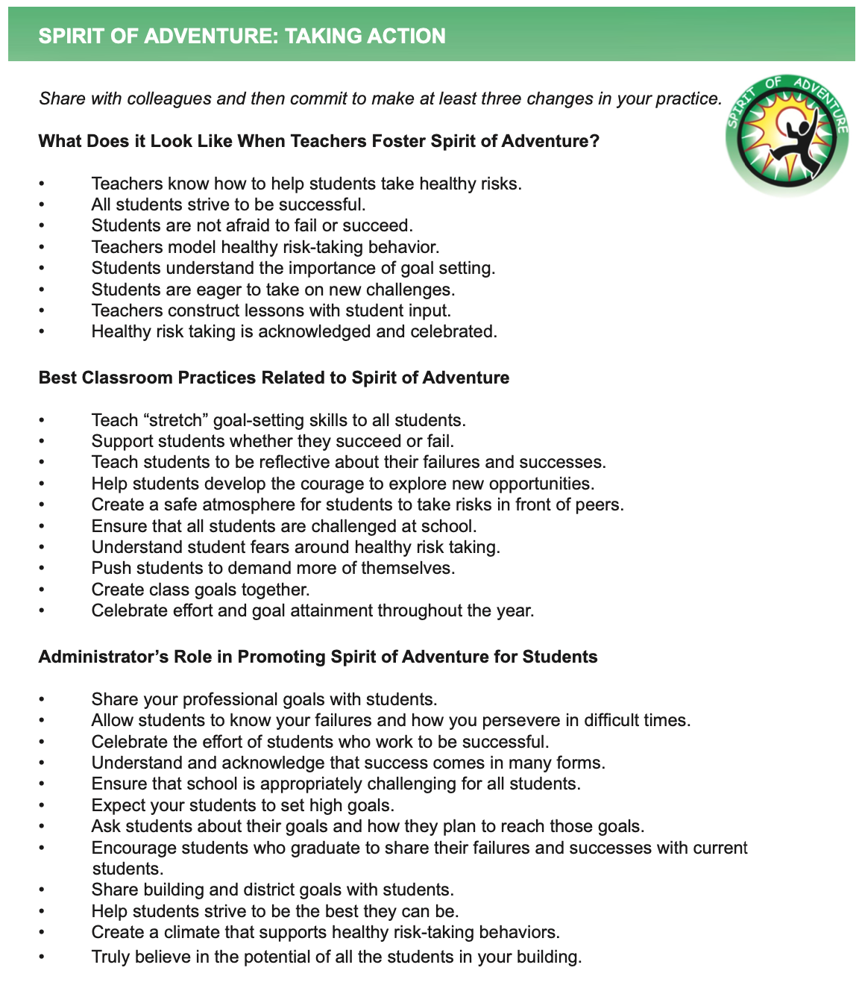 SPIRIT OF ADVENTURE: TAKING ACTION
SPIRIT OF ADVENTURE
Share with colleagues and then commit to make at least three changes in your practice.
What Does it Look Like When Teachers Foster Spirit of Adventure?
• Teachers know how to help students take healthy risks.
• All students strive to be successful.
• Students are not afraid to fail or succeed.
• Teachers model healthy risk-taking behavior.
• Students understand the importance of goal setting.
• Students are eager to take on new challenges.
• Teachers construct lessons with student input.
• Healthy risk taking is acknowledged and celebrated.
Best Classroom Practices Related to Spirit of Adventure
• Teach “stretch” goal-setting skills to all students.
• Support students whether they succeed or fail.
• Teach students to be reflective about their failures and successes.
• Help students develop the courage to explore new opportunities.
• Create a safe atmosphere for students to take risks in front of peers.
• Ensure that all students are challenged at school.
• Understand student fears around healthy risk taking.
• Push students to demand more of themselves.
• Create class goals together.
• Celebrate effort and goal attainment throughout the year.
Administrator’s Role in Promoting Spirit of Adventure for Students
• Share your professional goals with students.
• Allow students to know your failures and how you persevere in difficult times.
• Celebrate the effort of students who work to be successful.
• Understand and acknowledge that success comes in many forms.
• Ensure that school is appropriately challenging for all students.
• Expect your students to set high goals.
• Ask students about their goals and how they plan to reach those goals.
• Encourage students who graduate to share their failures and successes with current
students.
• Share building and district goals with students.
• Help students strive to be the best they can be.
• Create a climate that supports healthy risk-taking behaviors.
• Truly believe in the potential of all the students in your building.